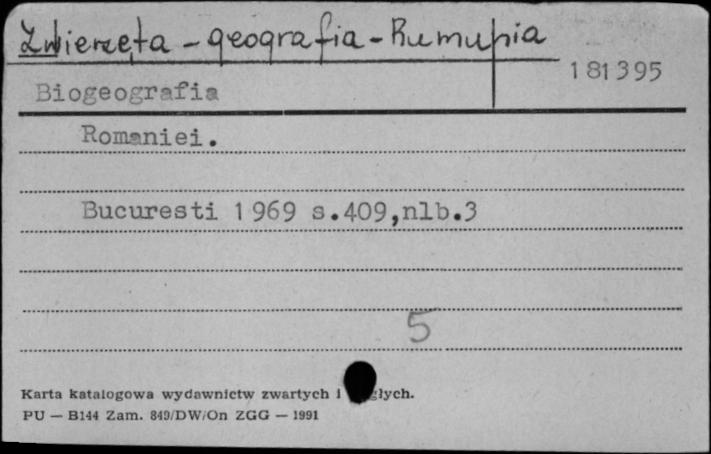 Zwierzęta - geografia - Rumunia
181395
Biogeografia
Romaniei.
Bucuresti 1969 s.409,nlb.3
5
Karta katalogowa wydawnictw zwartych i
PU — B144 Zam. 849/DW/On ZGG — 1991